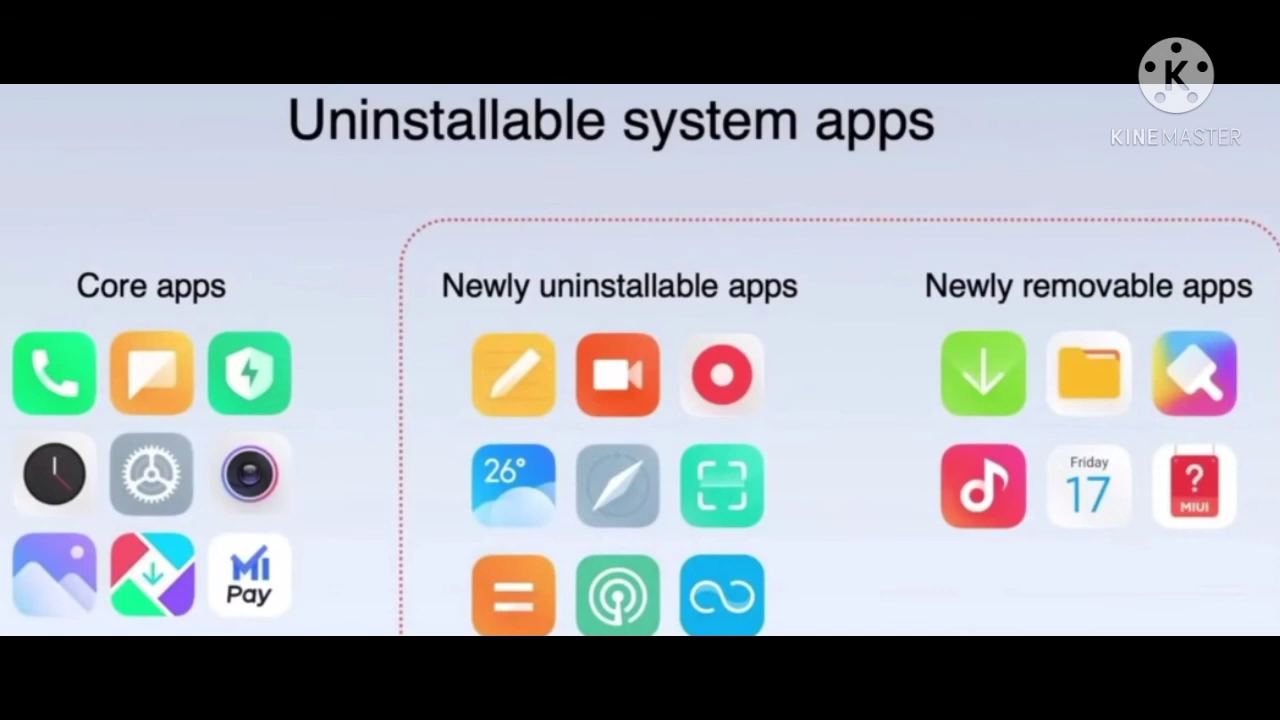 K
KINEMASTER
Uninstallable system apps
Core apps
Newly uninstallable apps
Newly removable apps
26°
Friday
17
?
MIUI
MI
Pay